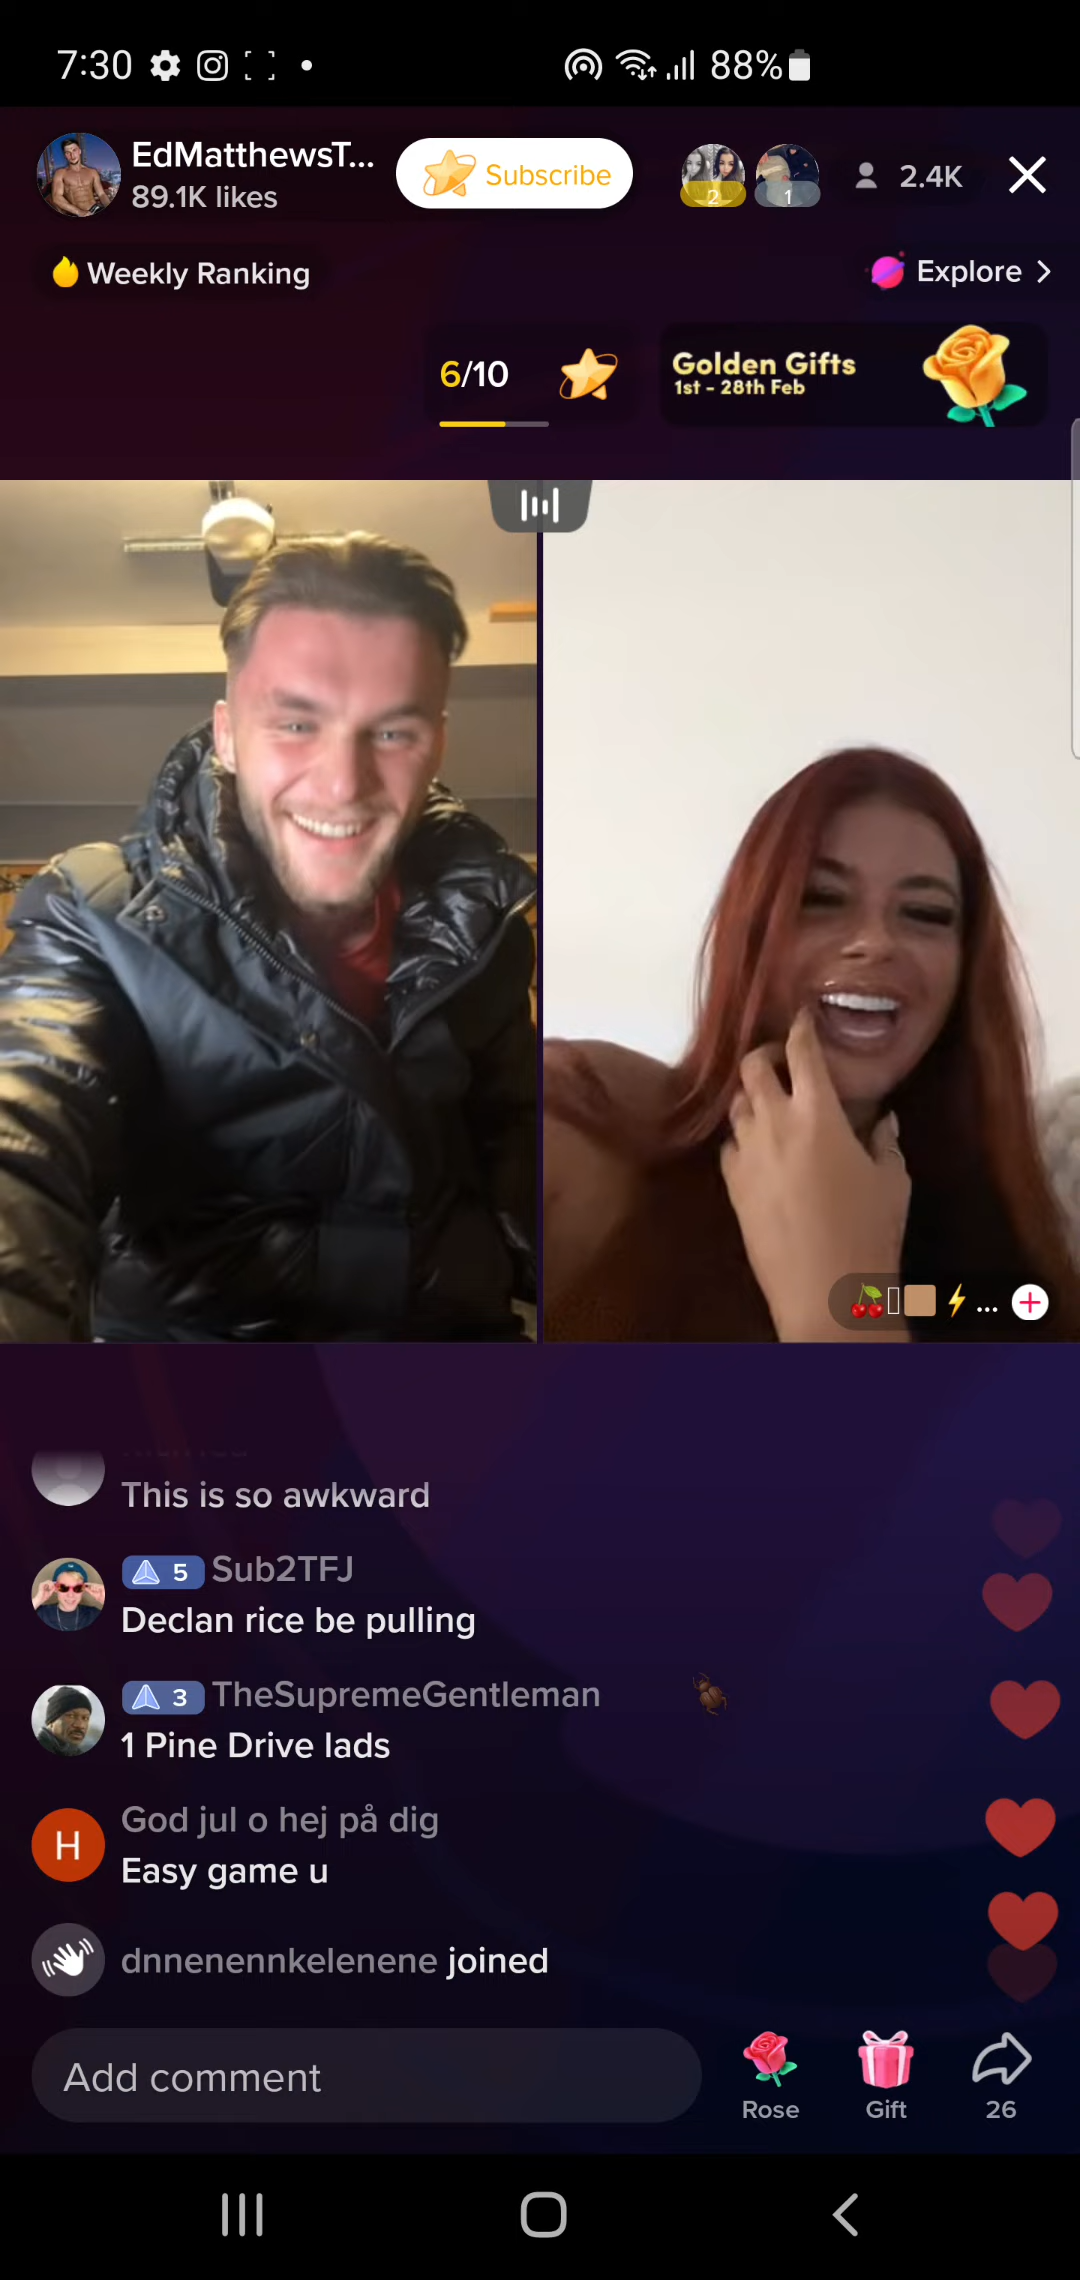 7:30
88%
EdMatthewsT...
89.1K likes
Subscribe
2
1
2.4K
Weekly Ranking
Explore
6/10
Golden Gifts
1st - 28th Feb
...
This is so awkward
5 Sub2TFJ
Declan rice be pulling
3 TheSupremeGentleman
1 Pine Drive lads
H
God jul o hej på dig
Easy game u
dnnenennkelenene joined
Add comment
Rose
Gift
26